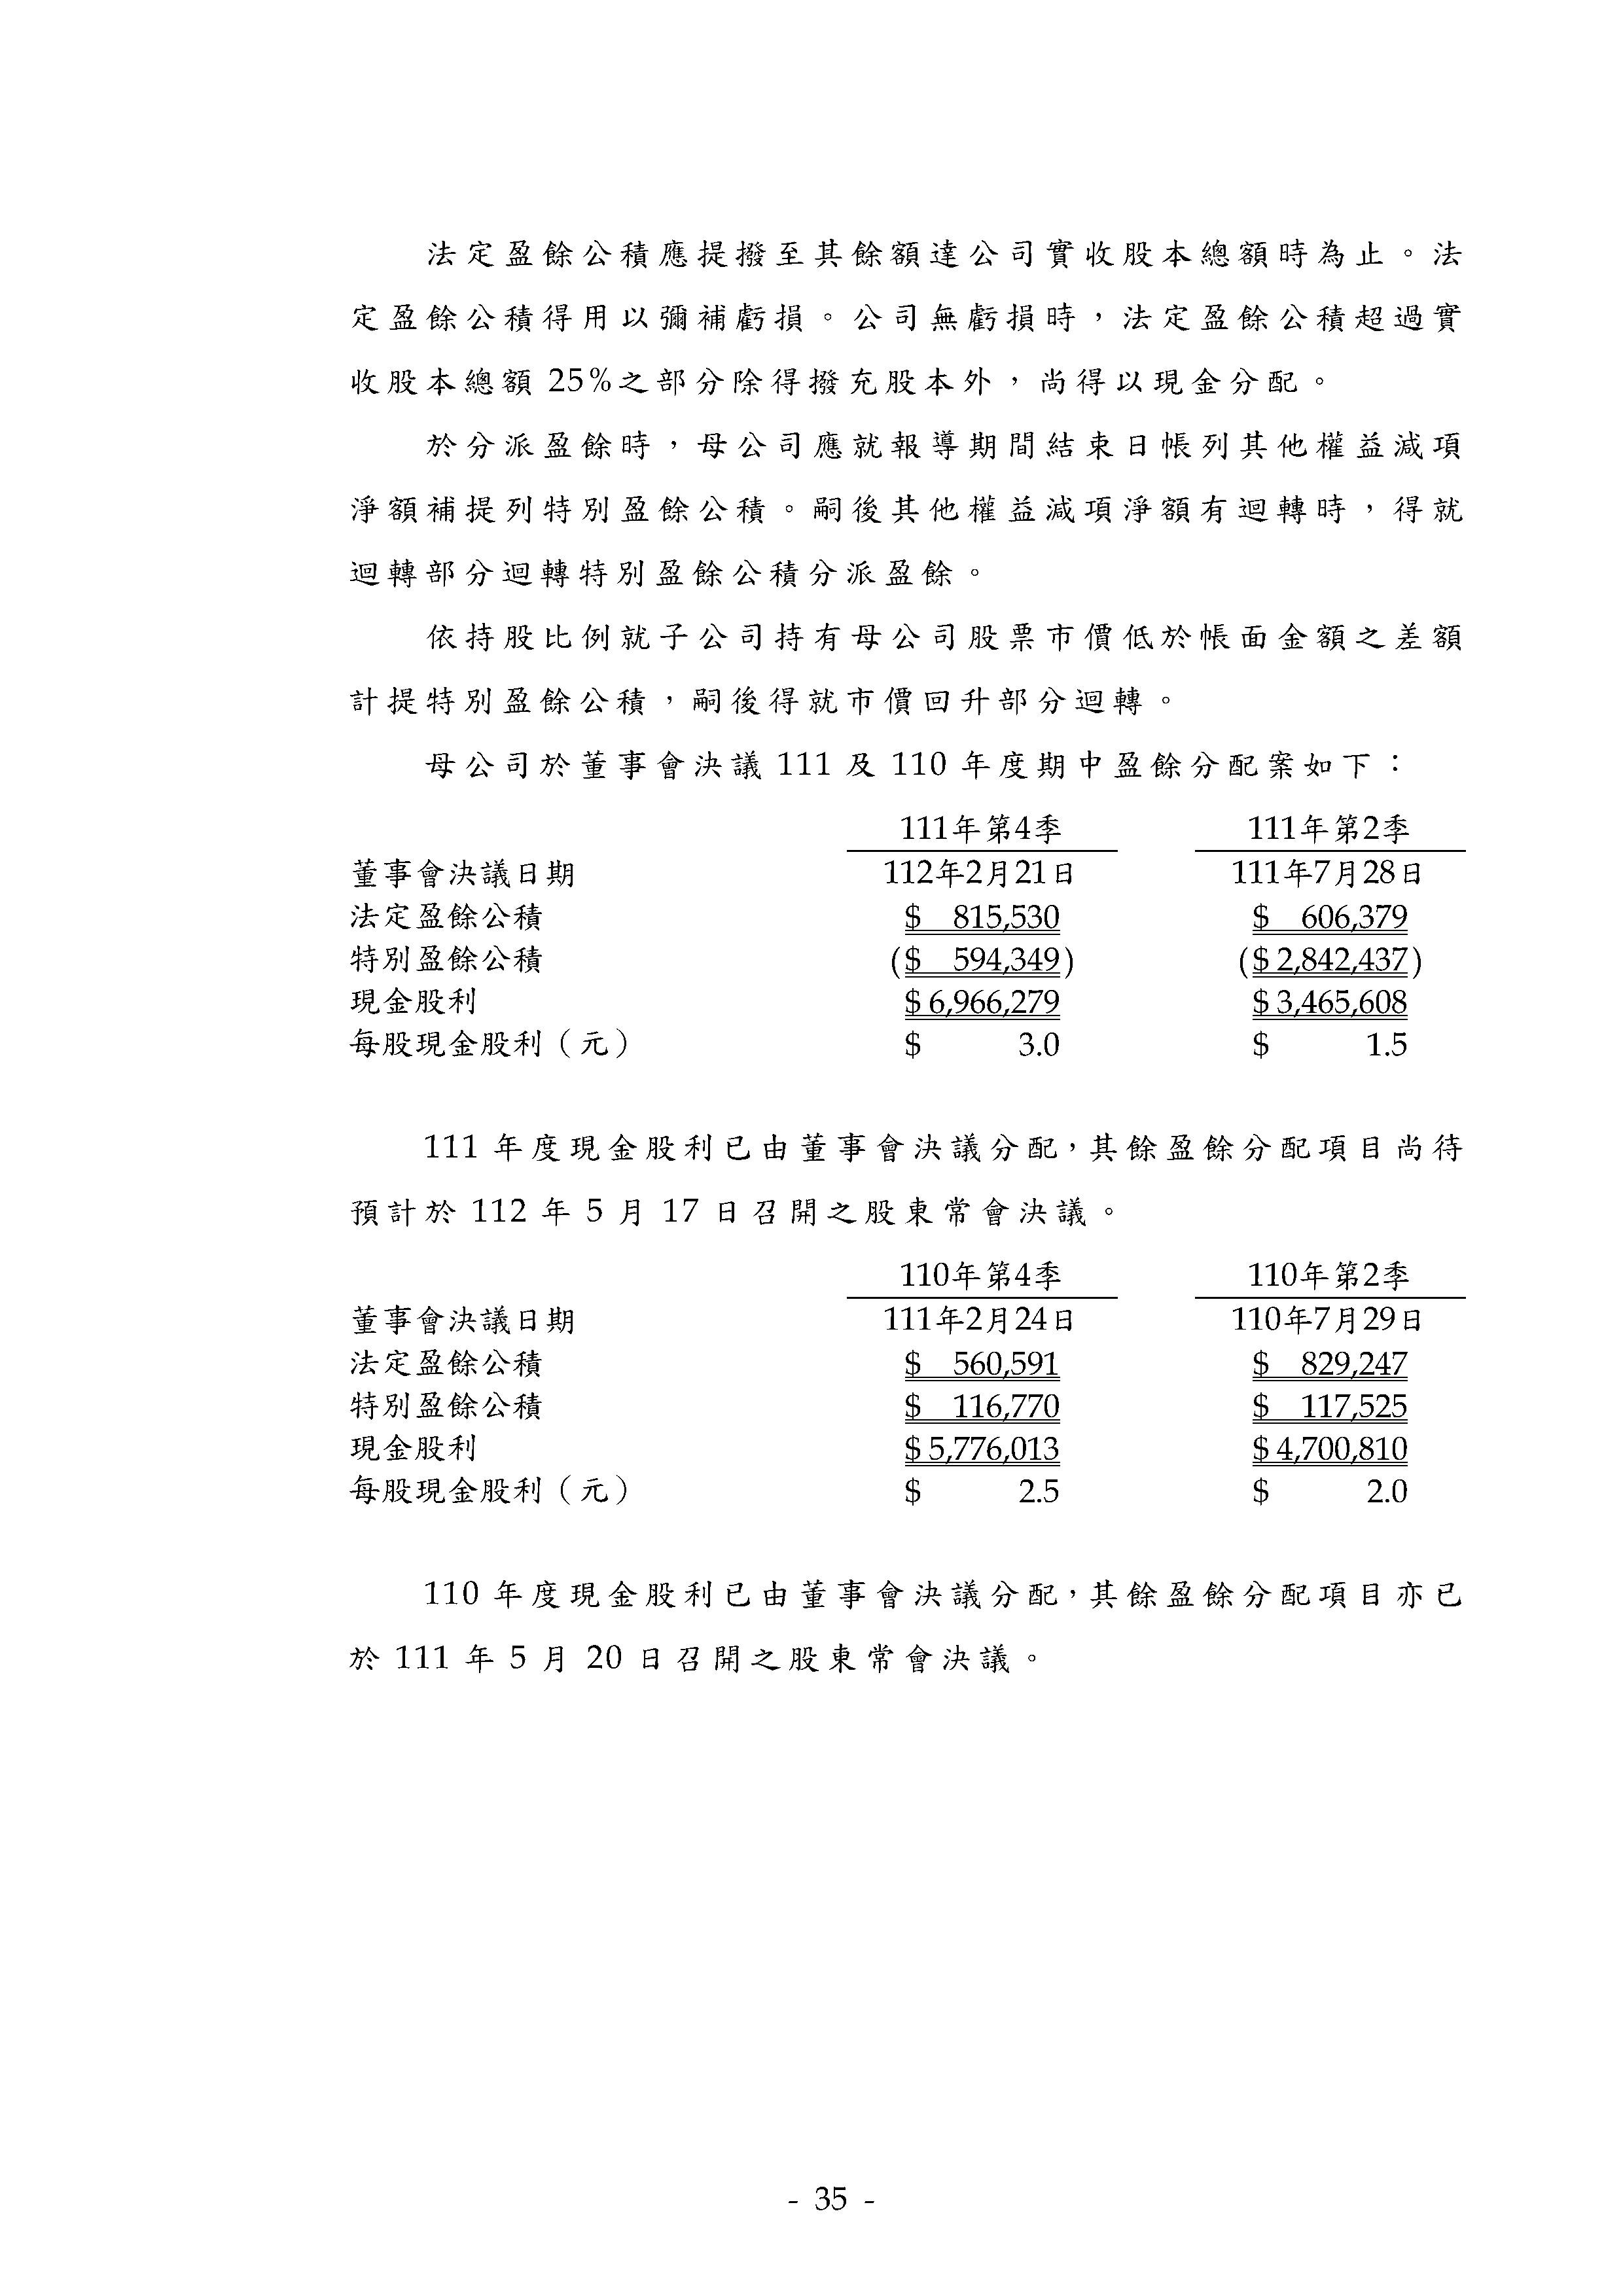 法定盈餘公積應提撥至其餘額達公司實收股本總額時為止。法
定盈餘公積得用以彌補虧損。公司無虧損時，法定盈餘公積超過實
收股本總額 25%之部分除得撥充股本外，尚得以現金分配。
於分派盈餘時，母公司應就報導期間結束日帳列其他權益減項
淨額補提列特別盈餘公積。嗣後其他權益減項淨額有迴轉時，得就
迴轉部分迴轉特別盈餘公積分派盈餘。
依持股比例就子公司持有母公司股票市價低於帳面金額之差額
計提特別盈餘公積，嗣後得就市價回升部分迴轉。
母公司於董事會決議 111 及 110 年度期中盈餘分配案如下：
111年第4季 111年第2季
董事會決議日期 112年2月21日 111年7月28日
法定盈餘公積 $ 815,530 $ 606,379
特別盈餘公積 ($ 594,349) ($ 2,842,437)
現金股利 $ 6,966,279 $ 3,465,608
每股現金股利（元） $ 3.0 $ 1.5
111 年度現金股利已由董事會決議分配，其餘盈餘分配項目尚待
預計於 112 年 5 月 17 日召開之股東常會決議。
110年第4季 110年第2季
董事會決議日期 111年2月24日 110年7月29日
法定盈餘公積 $ 560,591 $ 829,247
特別盈餘公積 $ 116,770 $ 117,525
現金股利 $ 5,776,013 $ 4,700,810
每股現金股利（元） $ 2.5 $ 2.0
110 年度現金股利已由董事會決議分配，其餘盈餘分配項目亦已
於 111 年 5 月 20 日召開之股東常會決議。
- 35 -